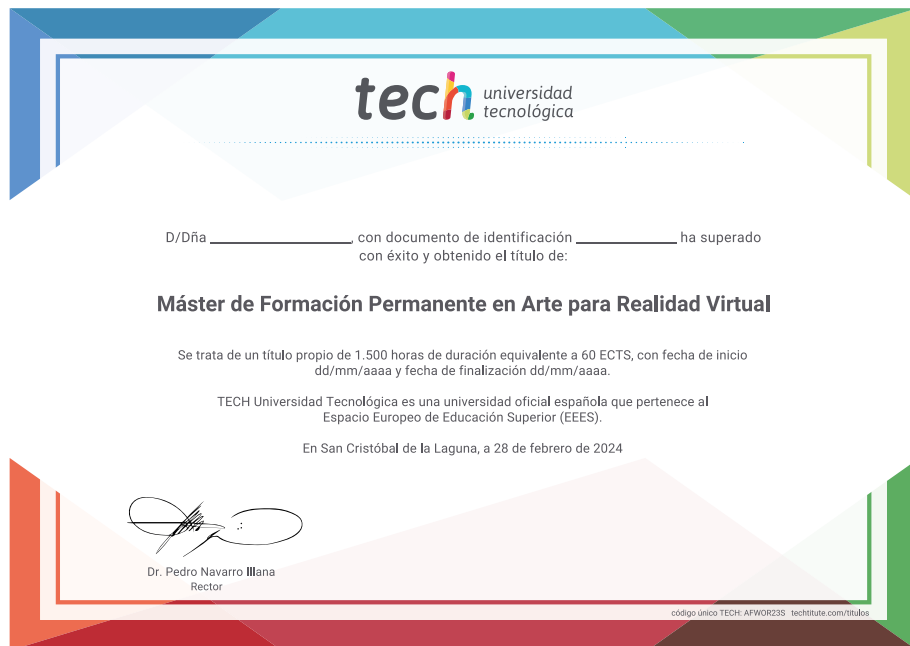 tech universidad
tecnológica
D/Dña ____________________, con documento de identificación ______________ ha superado
con éxito y obtenido el título de:
Máster de Formación Permanente en Arte para Realidad Virtual
Se trata de un título propio de 1.500 horas de duración equivalente a 60 ECTS, con fecha de inicio
dd/mm/aaaa y fecha de finalización dd/mm/aaaa.
TECH Universidad Tecnológica es una universidad oficial española que pertenece al
Espacio Europeo de Educación Superior (EEES).
En San Cristóbal de la Laguna, a 28 de febrero de 2024
Dr. Pedro Navarro Illana
Rector
código único TECH: AFWOR23S techtitute.com/titulos